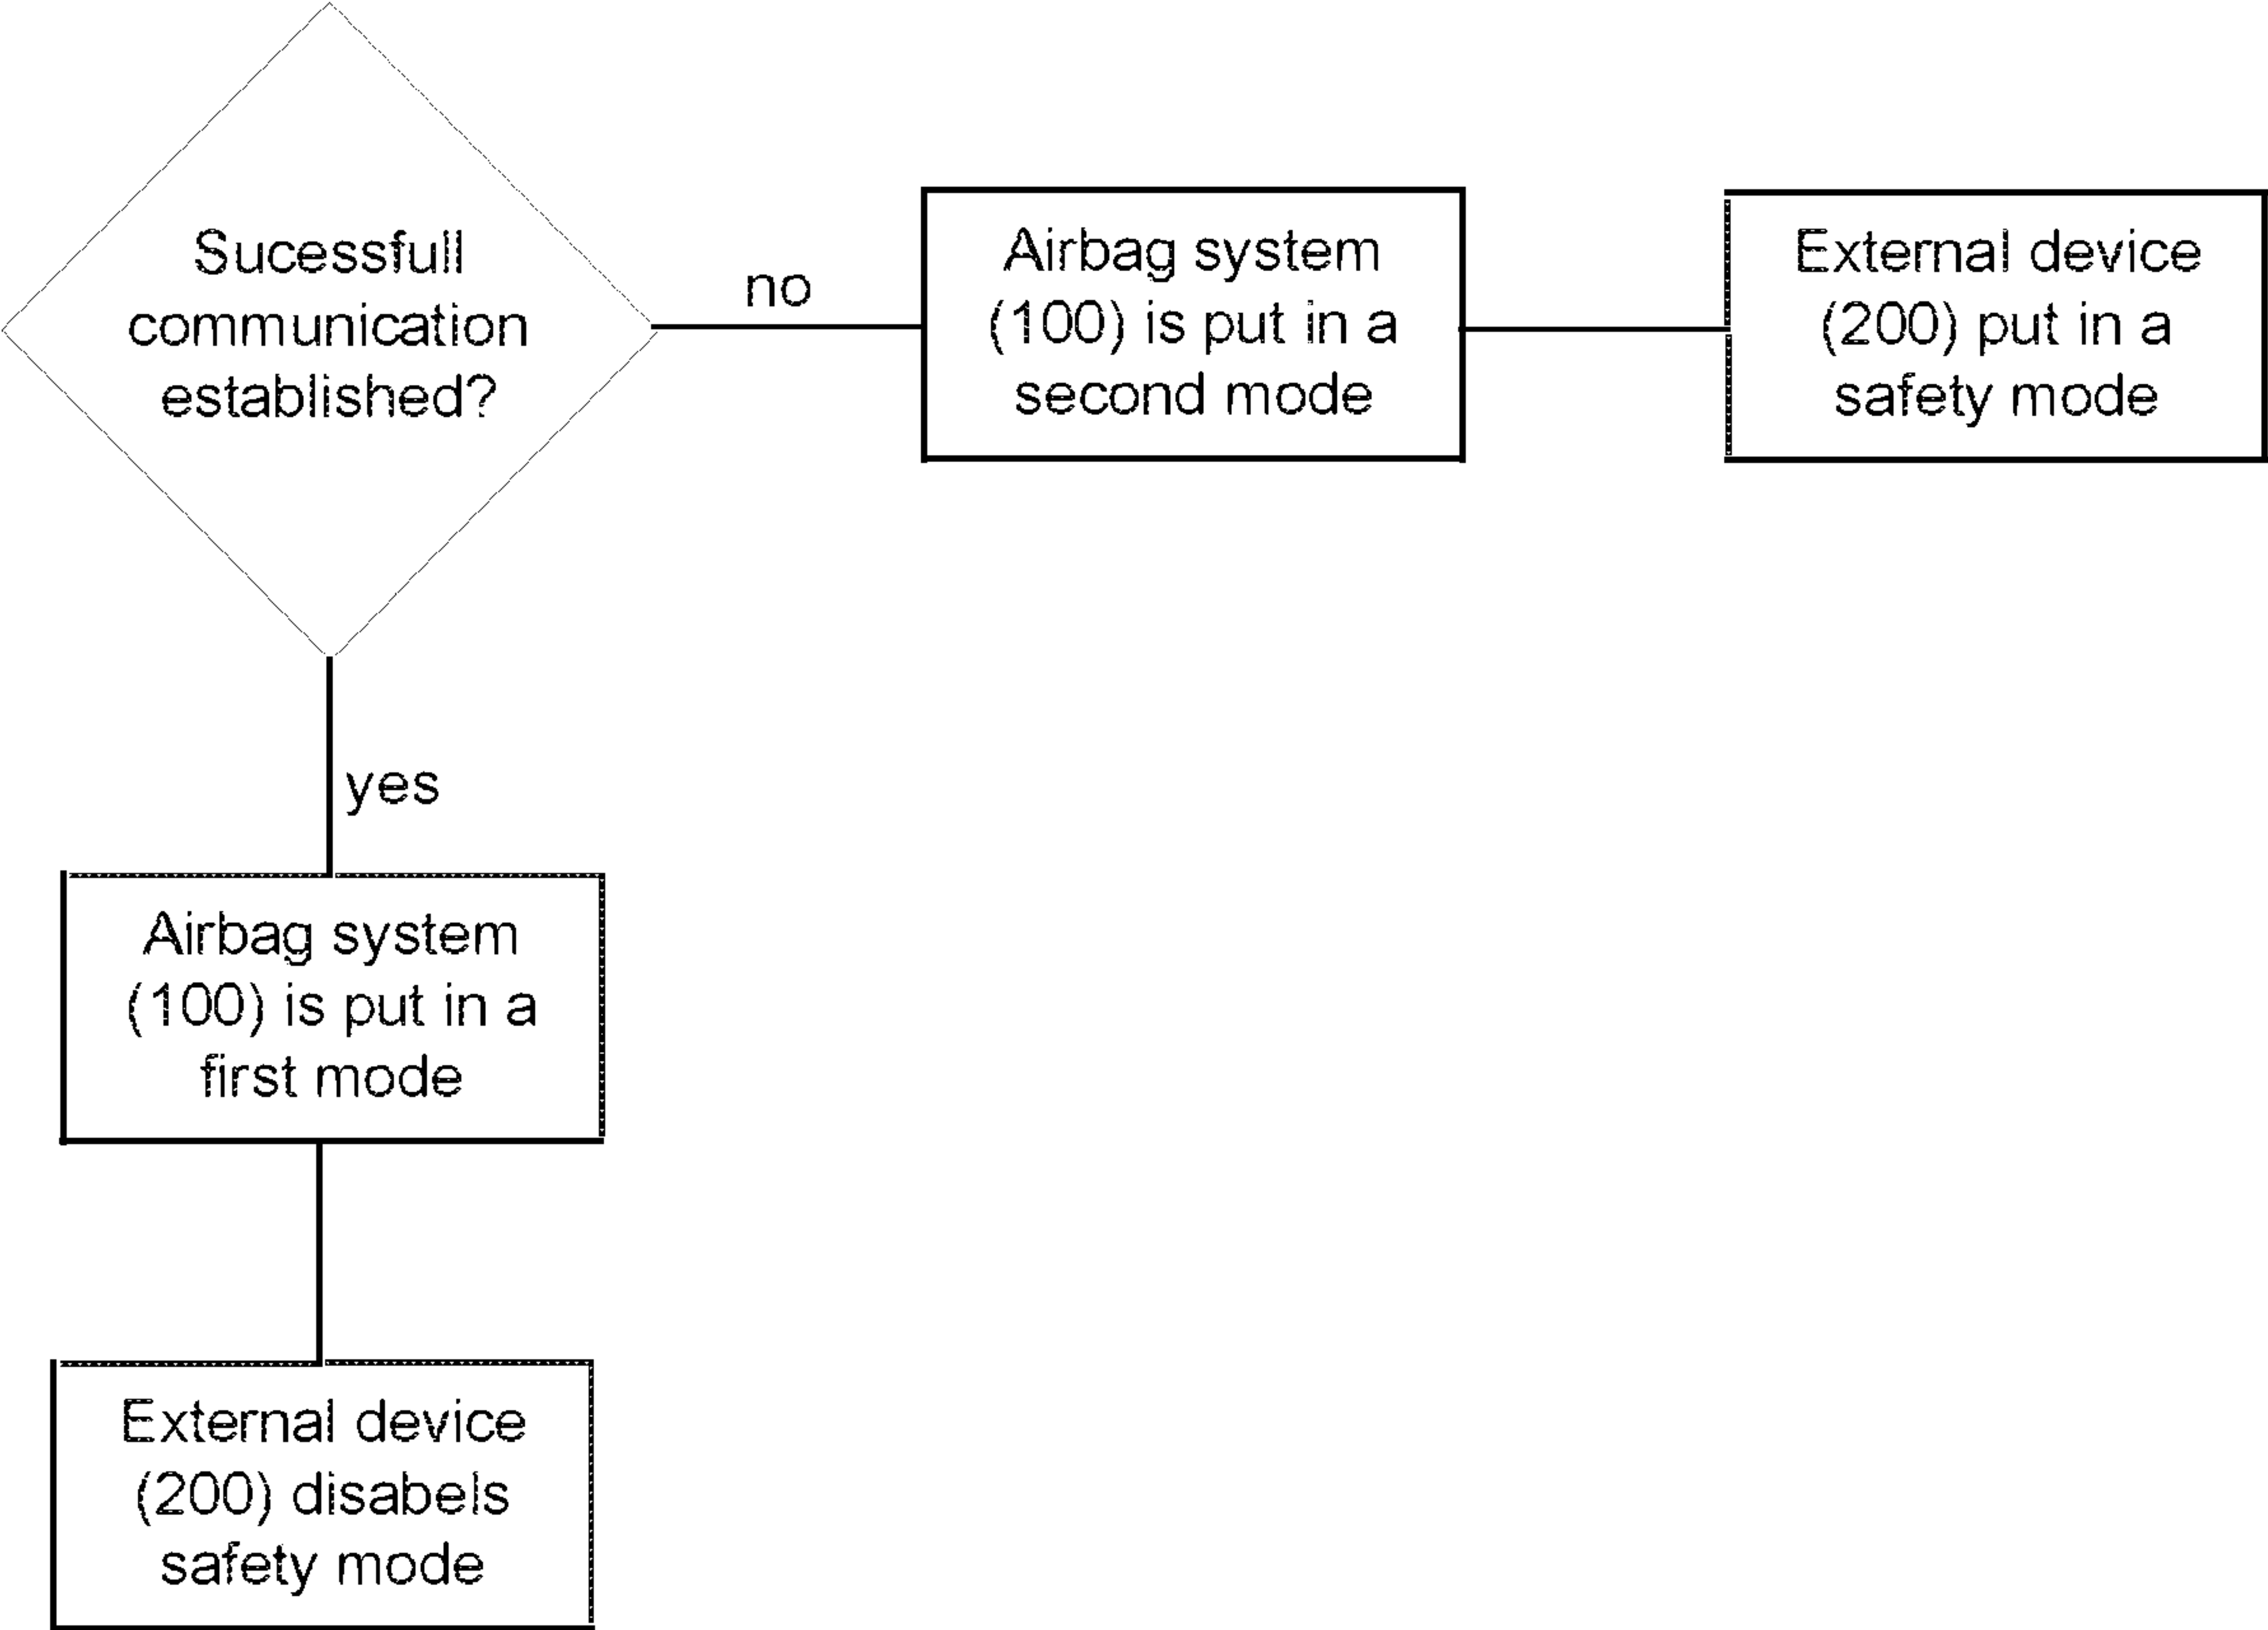 Sucessfull
communication
established?
no
Airbag system
(100) is put in a
second mode
External device
(200) put in a
safety mode
yes
Airbag system
(100) is put in a
first mode
External device
(200) disabels
safety mode